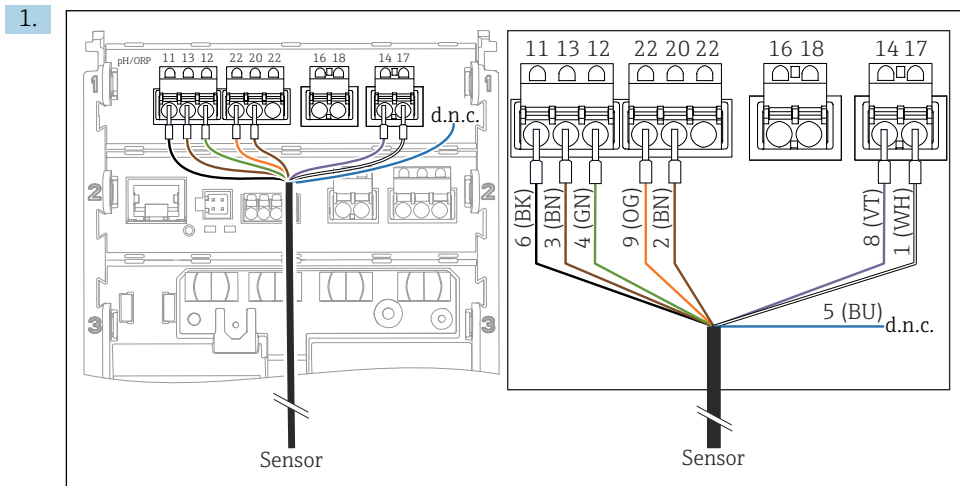 1.
pH/ORP 11 13 12 22 20 22 16 18 14 17
d.n.c.
1 1
2 2
3 3
Sensor
11 13 12 22 20 22 16 18 14 17
6 (BK)
3 (BN)
4 (GN)
9 (OG)
2 (BN)
8 (VT)
1 (WH)
5 (BU)
d.n.c.
Sensor